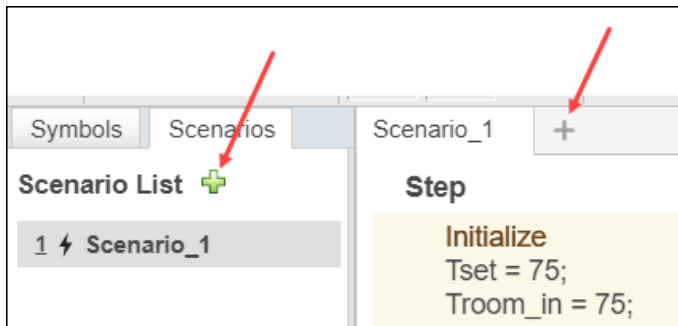 Symbols Scenarios Scenario_1 +
Scenario List Step
1 Scenario_1 Initialize
Tset = 75;
Troom_in = 75;